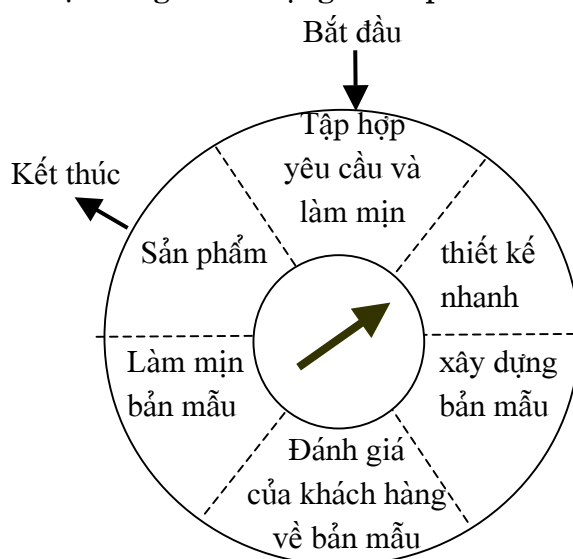 Bắt đầu
Tập hợp
yêu cầu và
làm mịn
Kết thúc
Sản phẩm
thiết kế
nhanh
Làm mịn
bản mẫu
xây dựng
bản mẫu
Đánh giá
của khách hàng
về bản mẫu